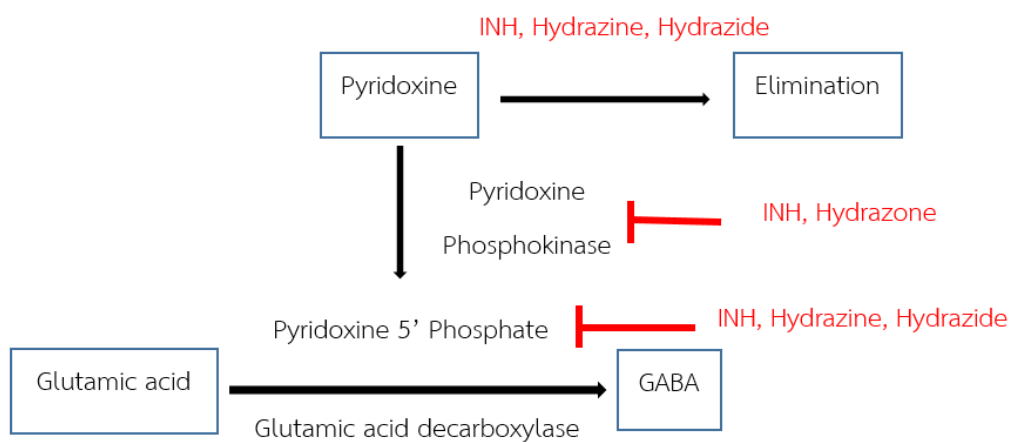 INH, Hydrazine, Hydrazide
Pyridoxine
Elimination
Pyridoxine
Phosphokinase
INH, Hydrazone
Pyridoxine 5’ Phosphate
INH, Hydrazine, Hydrazide
Glutamic acid
GABA
Glutamic acid decarboxylase